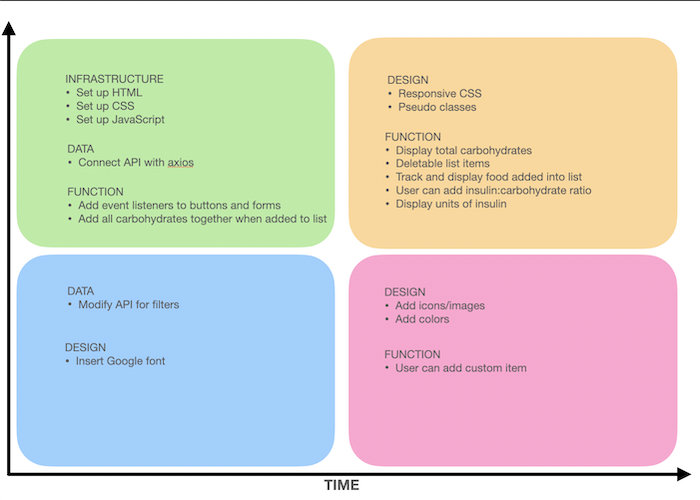 INFRASTRUCTURE
• Set up HTML
• Set up CSS
• Set up JavaScript
DATA
• Connect API with axios
FUNCTION
• Add event listeners to buttons and forms
• Add all carbohydrates together when added to list
DESIGN
• Responsive CSS
• Pseudo classes
FUNCTION
• Display total carbohydrates
• Deletable list items
• Track and display food added into list
• User can add insulin:carbohydrate ratio
• Display units of insulin
DATA
• Modify API for filters
DESIGN
• Insert Google font
DESIGN
• Add icons/images
• Add colors
FUNCTION
• User can add custom item
TIME